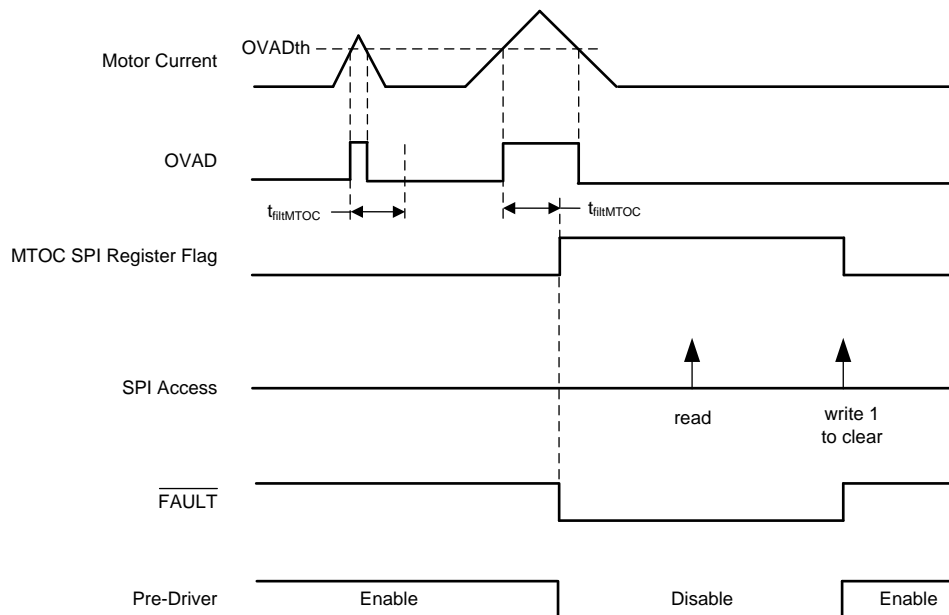 OVADth
Motor Current
OVAD
tfiltMTOC
tfiltMTOC
MTOC SPI Register Flag
SPI Access
read
write 1
to clear
FAULT
Pre-Driver
Enable
Disable
Enable